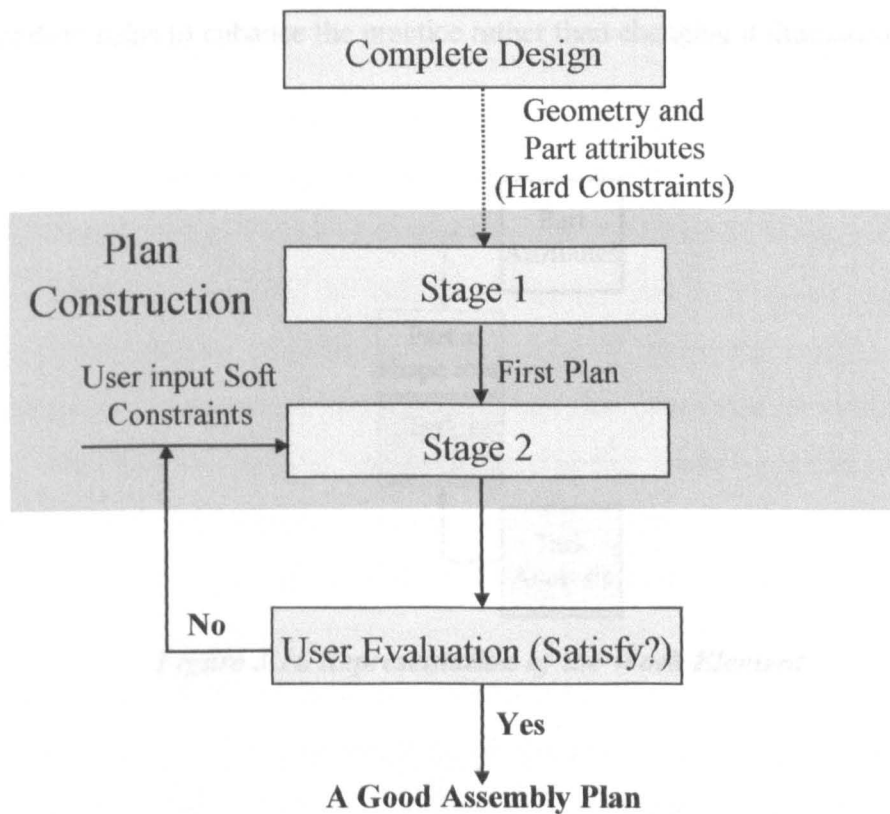 Complete Design
Geometry and
Part attributes
(Hard Constraints)
Plan
Construction
Stage 1
First Plan
User input Soft
Constraints
Stage 2
No
User Evaluation (Satisfy?)
Yes
A Good Assembly Plan